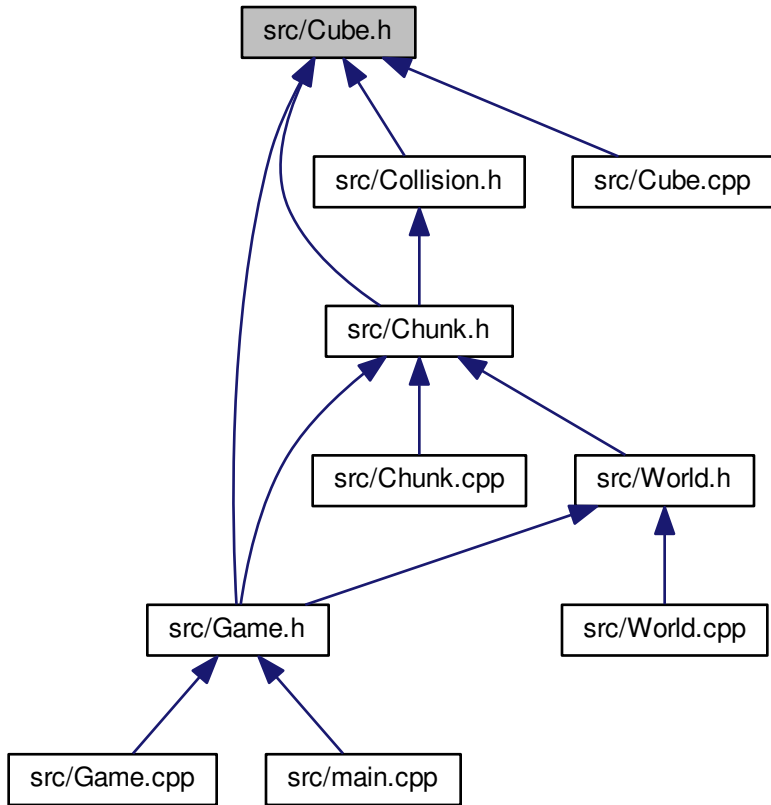 src/Cube.h
src/Collision.h
src/Cube.cpp
src/Chunk.h
src/Chunk.cpp
src/World.h
src/Game.h
src/World.cpp
src/Game.cpp
src/main.cpp